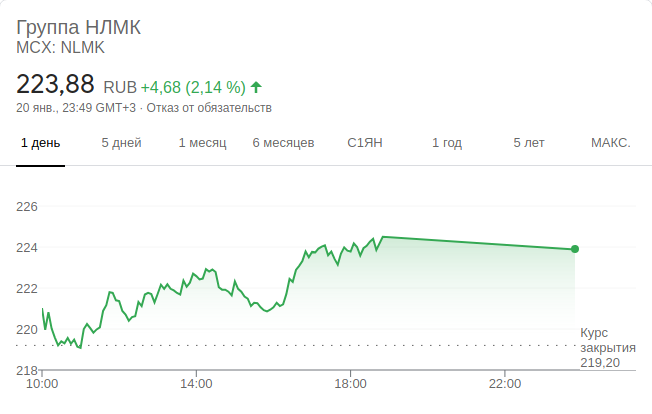 Группа НЛМК
MCX: NLMK
223,88 RUB +4,68 (2,14 %)
20 янв., 23:49 GMT+3 · Отказ от обязательств
1 день 5 дней 1 месяц 6 месяцев С1ЯН 1 год 5 лет МАКС.
226
224
222
220
218
Курс
закрытия
219,20
10:00 14:00 18:00 22:00